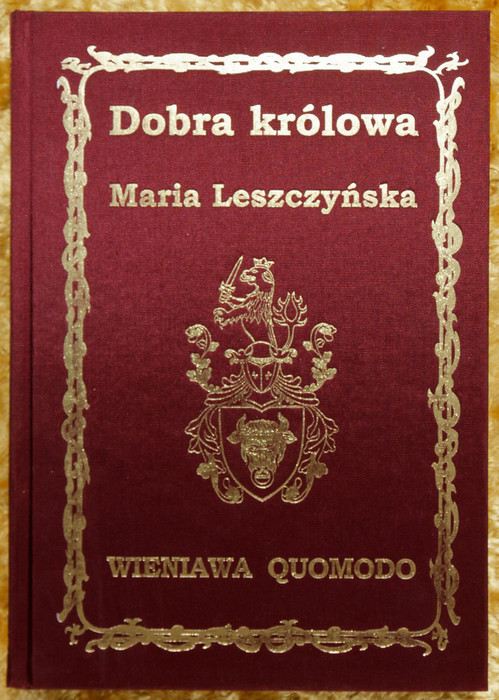 Dobra królowa
Maria Leszczyńska
WIENIAWA QUOMODO